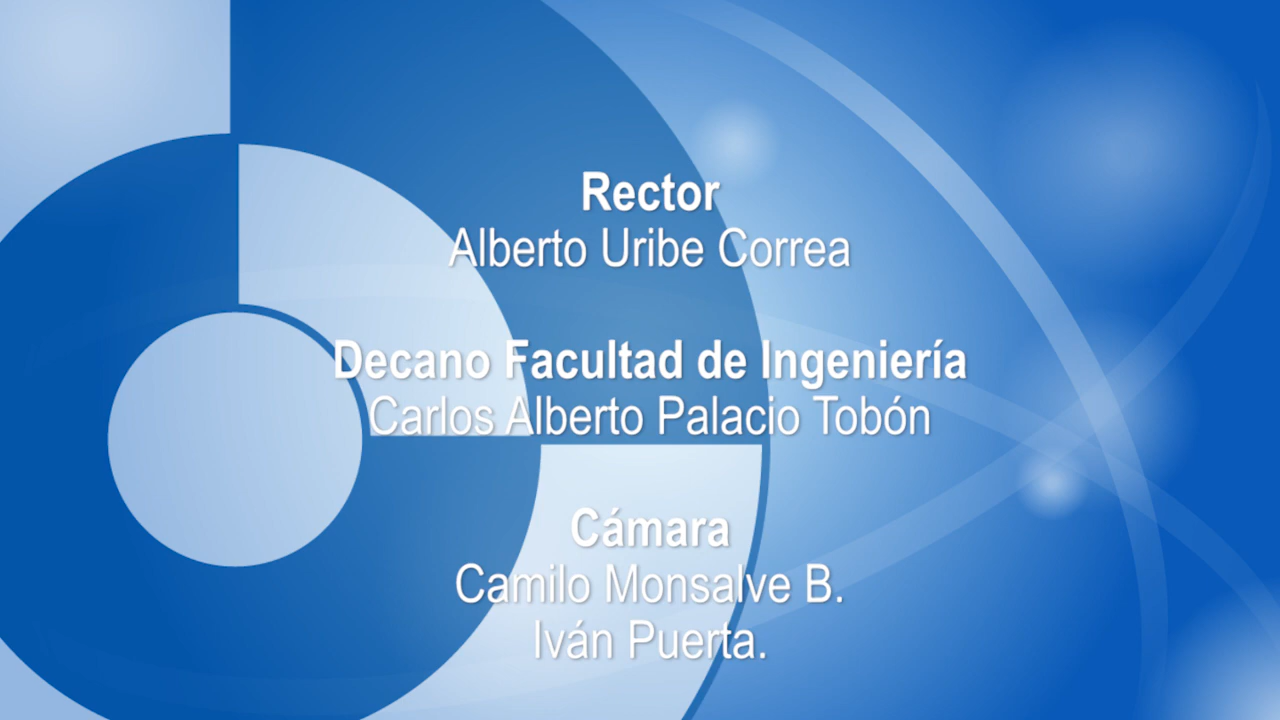 Rector
Alberto Uribe Correa
Decano Facultad de Ingeniería
Carlos Alberto Palacio Tobón
Cámara
Camilo Monsalve B.
Iván Puerta.